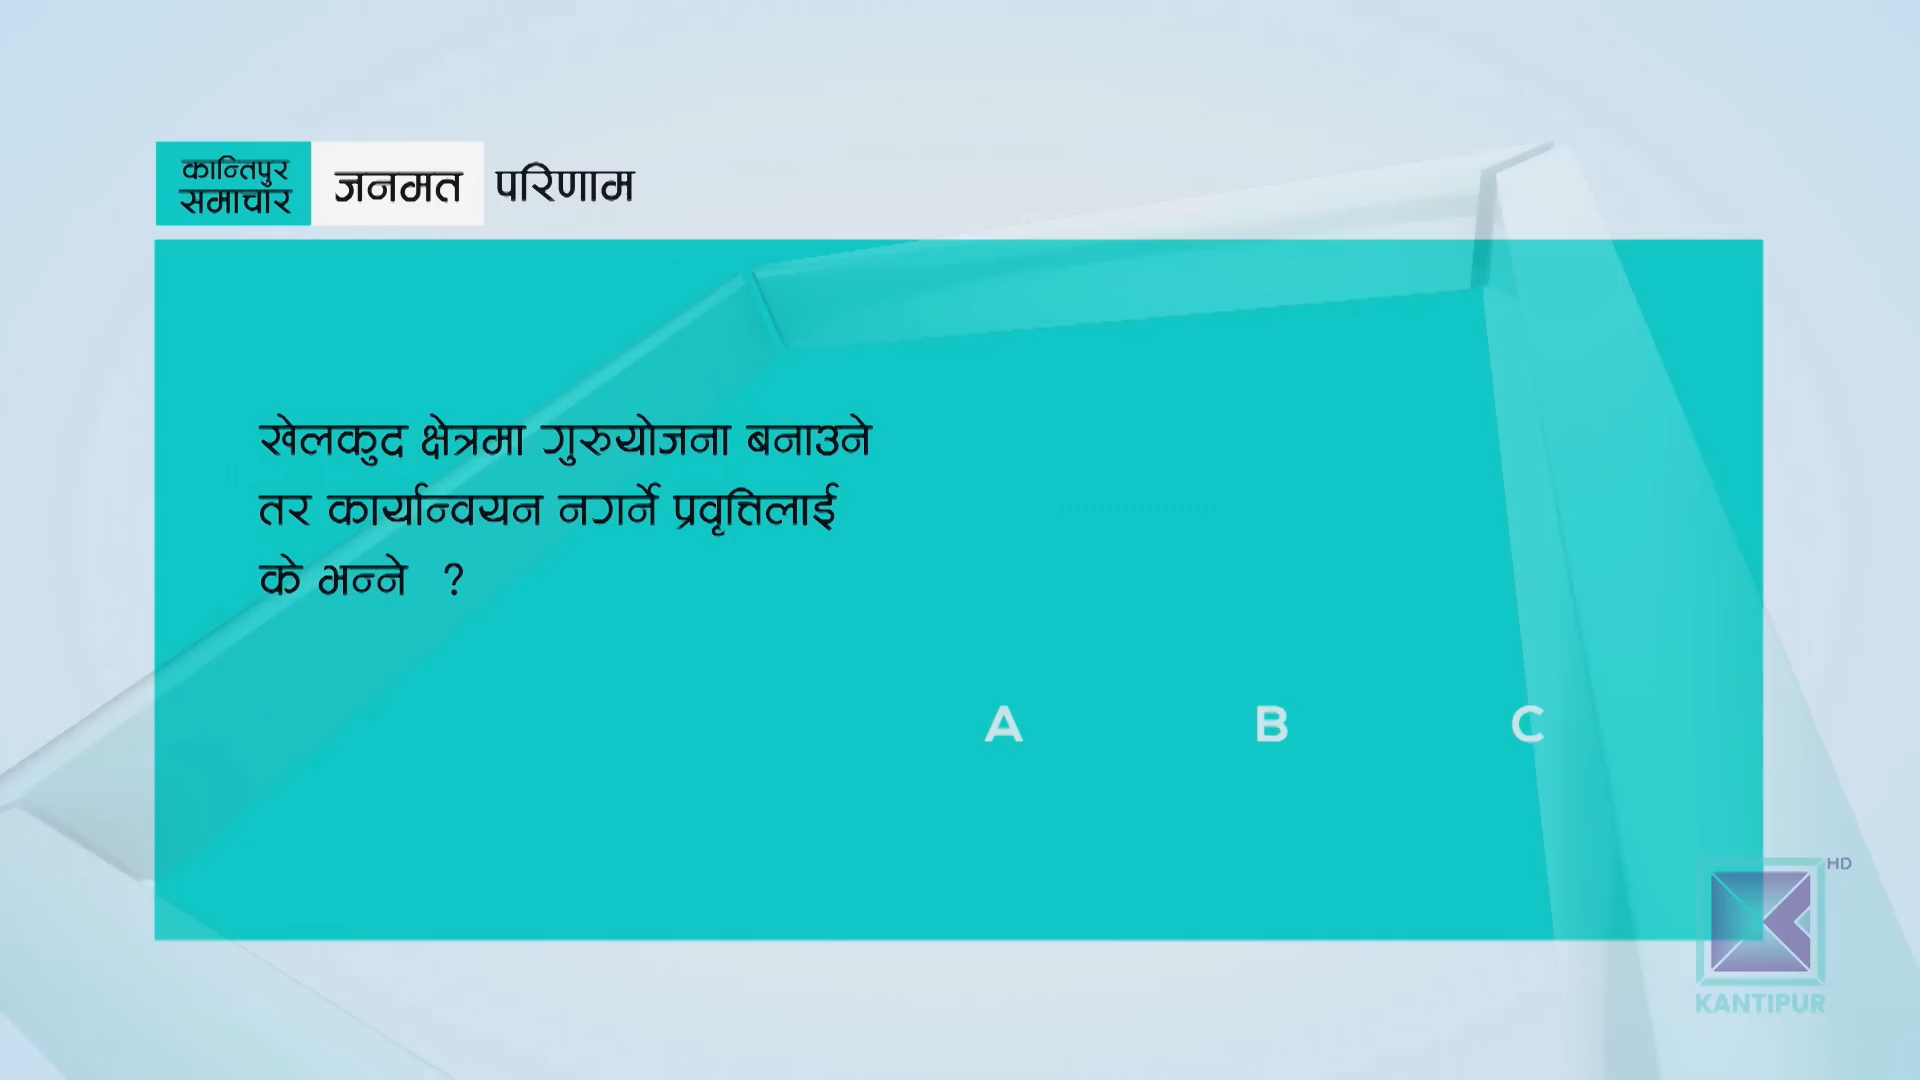 कान्तिपुर
समाचार
जनमत परिणाम
खेलकुद क्षेत्रमा गुरुयोजना बनाउने
तर कार्यान्वयन नगर्ने प्रवृत्तिलाई
के भन्ने ?
A B C
HD
KANTIPUR